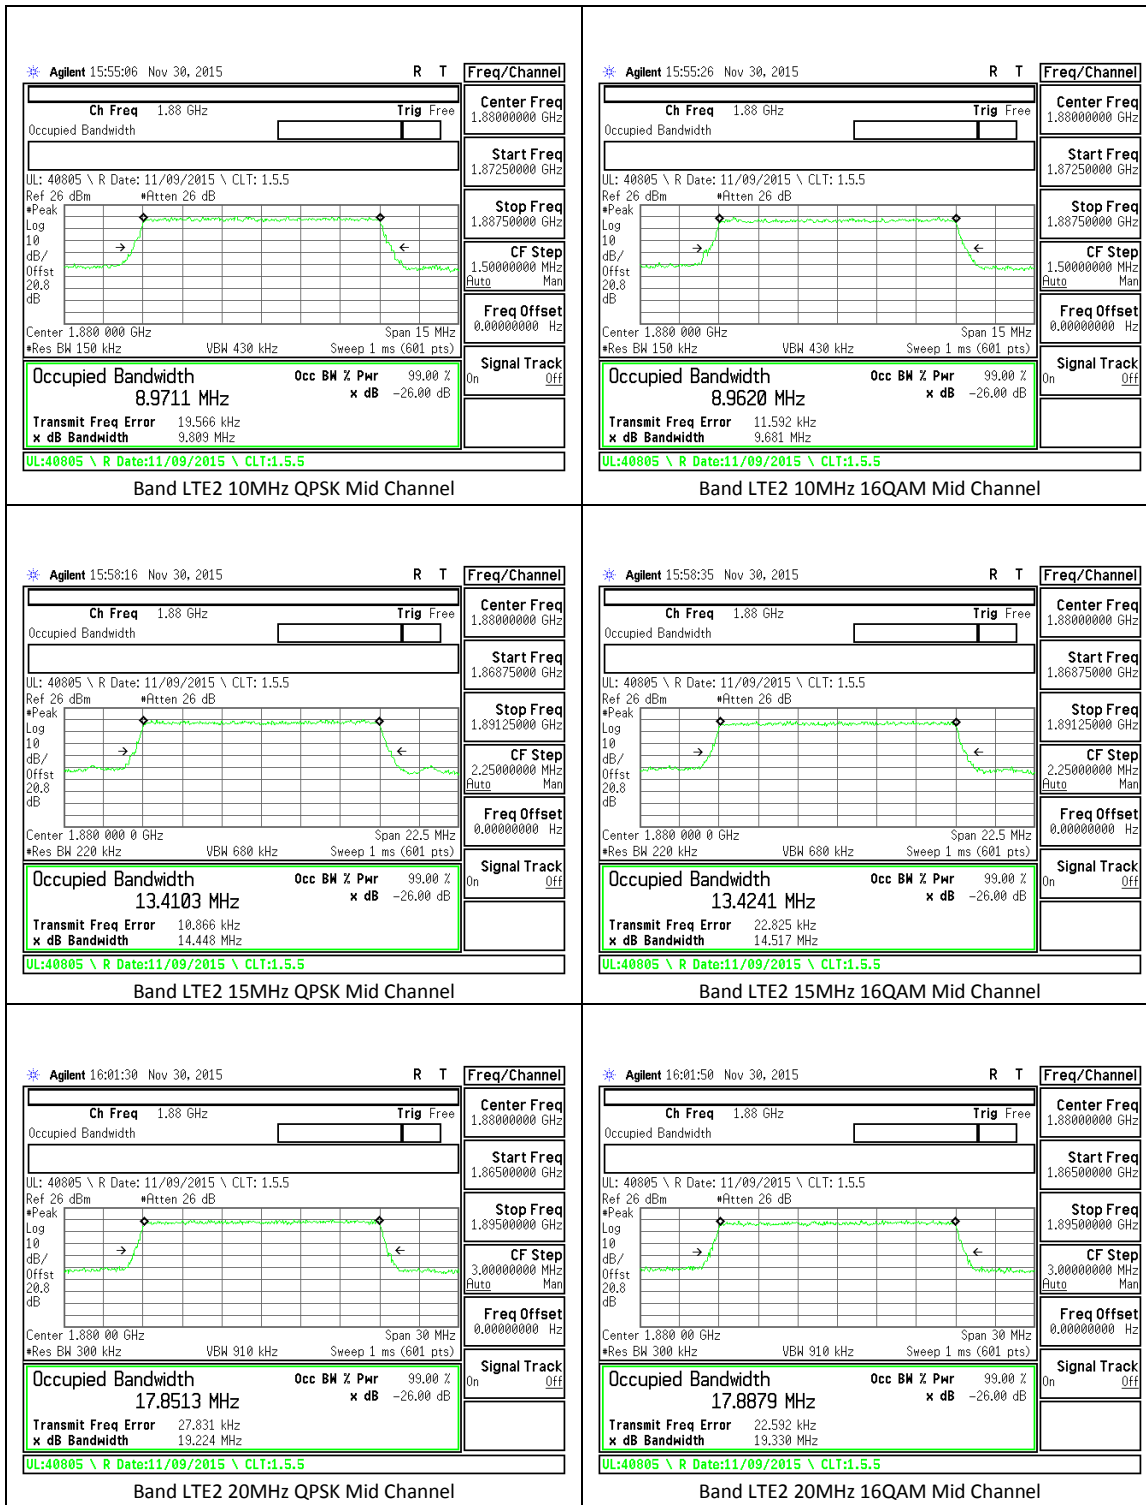 Agilent 15:55:06 Nov 30, 2015 R T Freq/Channel
Ch Freq 1.88 GHz Trig Free
Occupied Bandwidth
Center Freq
1.88000000 GHz
Start Freq
1.87250000 GHz
Stop Freq
1.88750000 GHz
CF Step
1.50000000 MHz
Auto Man
Freq Offset
0.00000000 Hz
Signal Track
On Off
UL: 40805 \ R Date: 11/09/2015 \ CLT: 1.5.5
Ref 26 dBm #Atten 26 dB
#Peak
Log
10
dB/
Offst
20.8
dB
Center 1.880 000 GHz Span 15 MHz
#Res BW 150 kHz VBW 430 kHz Sweep 1 ms (601 pts)
Occupied Bandwidth Occ BW % Pwr 99.00 %
8.9711 MHz x dB -26.00 dB
Transmit Freq Error 19.566 kHz
x dB Bandwidth 9.809 MHz
UL:40805 \ R Date:11/09/2015 \ CLT:1.5.5
Band LTE2 10MHz QPSK Mid Channel
Agilent 15:55:26 Nov 30, 2015 R T Freq/Channel
Ch Freq 1.88 GHz Trig Free
Occupied Bandwidth
Center Freq
1.88000000 GHz
Start Freq
1.87250000 GHz
Stop Freq
1.88750000 GHz
CF Step
1.50000000 MHz
Auto Man
Freq Offset
0.00000000 Hz
Signal Track
On Off
UL: 40805 \ R Date: 11/09/2015 \ CLT: 1.5.5
Ref 26 dBm #Atten 26 dB
#Peak
Log
10
dB/
Offst
20.8
dB
Center 1.880 000 GHz Span 15 MHz
#Res BW 150 kHz VBW 430 kHz Sweep 1 ms (601 pts)
Occupied Bandwidth Occ BW % Pwr 99.00 %
8.9620 MHz x dB -26.00 dB
Transmit Freq Error 11.592 kHz
x dB Bandwidth 9.681 MHz
UL:40805 \ R Date:11/09/2015 \ CLT:1.5.5
Band LTE2 10MHz 16QAM Mid Channel
Agilent 15:58:16 Nov 30, 2015 R T Freq/Channel
Ch Freq 1.88 GHz Trig Free
Occupied Bandwidth
Center Freq
1.88000000 GHz
Start Freq
1.86875000 GHz
Stop Freq
1.89125000 GHz
CF Step
2.25000000 MHz
Auto Man
Freq Offset
0.00000000 Hz
Signal Track
On Off
UL: 40805 \ R Date: 11/09/2015 \ CLT: 1.5.5
Ref 26 dBm #Atten 26 dB
#Peak
Log
10
dB/
Offst
20.8
dB
Center 1.880 000 0 GHz Span 22.5 MHz
#Res BW 220 kHz VBW 680 kHz Sweep 1 ms (601 pts)
Occupied Bandwidth Occ BW % Pwr 99.00 %
13.4103 MHz x dB -26.00 dB
Transmit Freq Error 10.866 kHz
x dB Bandwidth 14.448 MHz
UL:40805 \ R Date:11/09/2015 \ CLT:1.5.5
Band LTE2 15MHz QPSK Mid Channel
Agilent 15:58:35 Nov 30, 2015 R T Freq/Channel
Ch Freq 1.88 GHz Trig Free
Occupied Bandwidth
Center Freq
1.88000000 GHz
Start Freq
1.86875000 GHz
Stop Freq
1.89125000 GHz
CF Step
2.25000000 MHz
Auto Man
Freq Offset
0.00000000 Hz
Signal Track
On Off
UL: 40805 \ R Date: 11/09/2015 \ CLT: 1.5.5
Ref 26 dBm #Atten 26 dB
#Peak
Log
10
dB/
Offst
20.8
dB
Center 1.880 000 0 GHz Span 22.5 MHz
#Res BW 220 kHz VBW 680 kHz Sweep 1 ms (601 pts)
Occupied Bandwidth Occ BW % Pwr 99.00 %
13.4241 MHz x dB -26.00 dB
Transmit Freq Error 22.825 kHz
x dB Bandwidth 14.517 MHz
UL:40805 \ R Date:11/09/2015 \ CLT:1.5.5
Band LTE2 15MHz 16QAM Mid Channel
Agilent 16:01:30 Nov 30, 2015 R T Freq/Channel
Ch Freq 1.88 GHz Trig Free
Occupied Bandwidth
Center Freq
1.88000000 GHz
Start Freq
1.86500000 GHz
Stop Freq
1.89500000 GHz
CF Step
3.00000000 MHz
Auto Man
Freq Offset
0.00000000 Hz
Signal Track
On Off
UL: 40805 \ R Date: 11/09/2015 \ CLT: 1.5.5
Ref 26 dBm #Atten 26 dB
#Peak
Log
10
dB/
Offst
20.8
dB
Center 1.880 00 GHz Span 30 MHz
#Res BW 300 kHz VBW 910 kHz Sweep 1 ms (601 pts)
Occupied Bandwidth Occ BW % Pwr 99.00 %
17.8513 MHz x dB -26.00 dB
Transmit Freq Error 27.831 kHz
x dB Bandwidth 19.224 MHz
UL:40805 \ R Date:11/09/2015 \ CLT:1.5.5
Band LTE2 20MHz QPSK Mid Channel
Agilent 16:01:50 Nov 30, 2015 R T Freq/Channel
Ch Freq 1.88 GHz Trig Free
Occupied Bandwidth
Center Freq
1.88000000 GHz
Start Freq
1.86500000 GHz
Stop Freq
1.89500000 GHz
CF Step
3.00000000 MHz
Auto Man
Freq Offset
0.00000000 Hz
Signal Track
On Off
UL: 40805 \ R Date: 11/09/2015 \ CLT: 1.5.5
Ref 26 dBm #Atten 26 dB
#Peak
Log
10
dB/
Offst
20.8
dB
Center 1.880 00 GHz Span 30 MHz
#Res BW 300 kHz VBW 910 kHz Sweep 1 ms (601 pts)
Occupied Bandwidth Occ BW % Pwr 99.00 %
17.8879 MHz x dB -26.00 dB
Transmit Freq Error 22.592 kHz
x dB Bandwidth 19.330 MHz
UL:40805 \ R Date:11/09/2015 \ CLT:1.5.5
Band LTE2 20MHz 16QAM Mid Channel